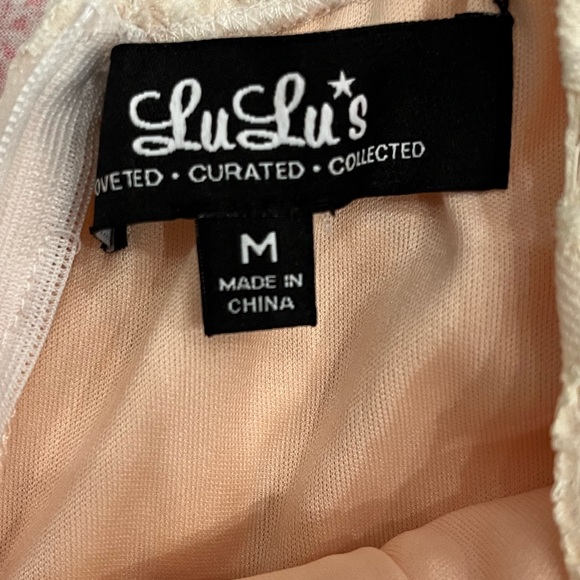 LuLu*s
OVETED • CURATED • COLLECTED
M
MADE IN
CHINA